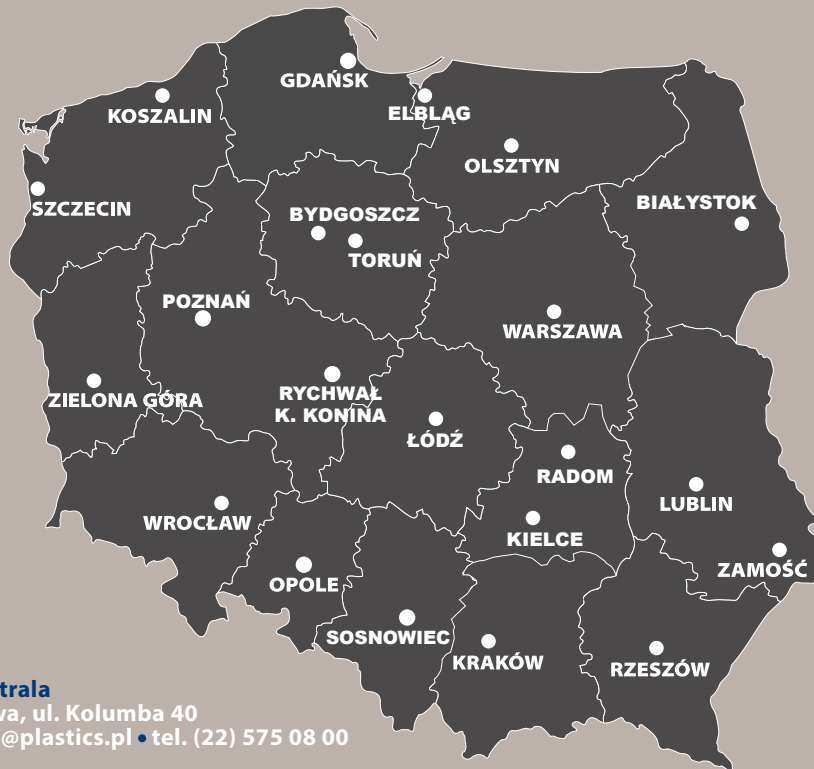 GDAŃSK
KOSZALIN
ELBLĄG
OLSZTYN
SZCZECIN
BYDGOSZCZ
BIAŁYSTOK
TORUŃ
POZNAŃ
WARSZAWA
ZIELONA GÓRA
RYCHWAŁ
K. KONINA
ŁÓDŹ
RADOM
LUBLIN
WROCŁAW
KIELCE
ZAMOŚĆ
OPOLE
SOSNOWIEC
KRAKÓW
RZESZÓW
trala
va, ul. Kolumba 40
@plastics.pl • tel. (22) 575 08 00